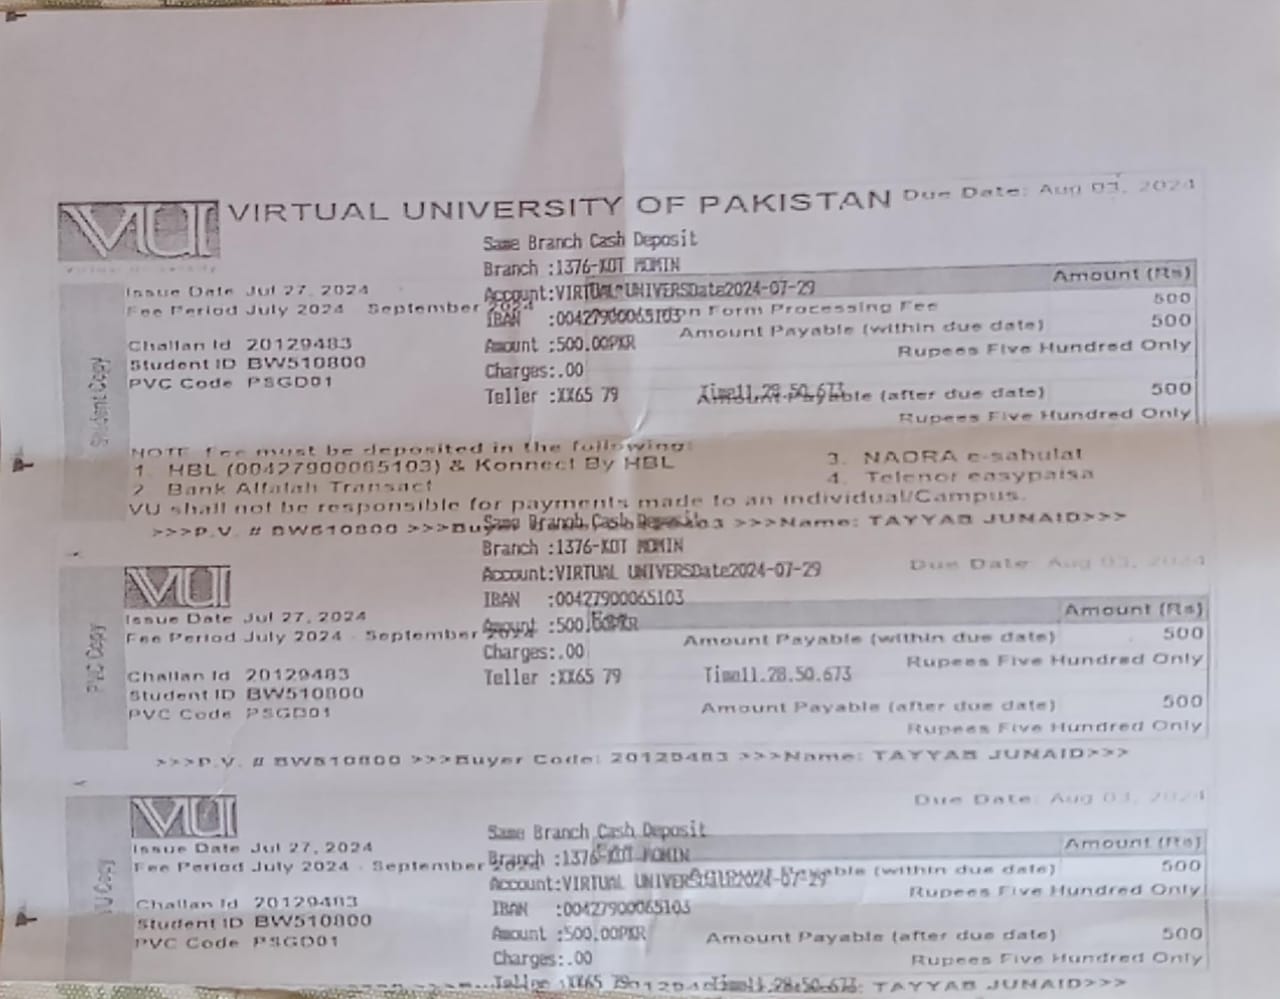 VU VIRTUAL UNIVERSITY OF PAKISTAN Due Date: Aug 03, 2024
Virtual University
Same Branch Cash Deposit
Branch :1376-KOT MOMIN
Amount (Rs)
Issue Date Jul 27, 2024
Account:VIRTUAL UNIVERSDate2024-07-29
Fee Period July 2024 - September 2024
on Form Processing Fee 500
IBAN :00427900065103
Amount Payable (within due date) 500
Challan Id 20129483
Amount :500.00PKR
Rupees Five Hundred Only
Student ID BW510800
Charges:.00
PVC Code PSGD01
Teller :XX65 79 Time11.28.50.673
Amount Payable (after due date) 500
Rupees Five Hundred Only
Student Copy
NOTE Fee must be deposited in the following:
1. HBL (00427900065103) & Konnect By HBL
2 Bank Alfalah Transact
3. NADRA e-sahulat
4. Telenor easypaisa
VU shall not be responsible for payments made to an individual/Campus.
>>>P.V. # BW510800 >>>Buyer >>>Name: TAYYAB JUNAID>>>
Same Branch Cash Deposit
Branch :1376-KOT MOMIN
VU
Account:VIRTUAL UNIVERSDate2024-07-29
Due Date: Aug 03, 2024
IBAN :00427900065103
Amount (Rs)
Issue Date Jul 27, 2024
Amount :500.00PKR
Fee Period July 2024 - September 2024
Amount Payable (within due date) 500
Charges:.00
Rupees Five Hundred Only
Challan Id 20129483
Teller :XX65 79 Time11.28.50.673
Student ID BW510800
PVC Code PSGD01
Amount Payable (after due date) 500
Rupees Five Hundred Only
PVC Copy
>>>P.V. # BW510800 >>>Buyer Code: 20129483 >>>Name: TAYYAB JUNAID>>>
Due Date: Aug 03, 2024
VU
Same Branch Cash Deposit
Amount (Rs)
Issue Date Jul 27, 2024
Branch :1376-KOT MOMIN
Fee Period July 2024 - September 2024
Amount Payable (within due date) 500
Account:VIRTUAL UNIVERSDate2024-07-29
Rupees Five Hundred Only
Challan Id 20129483
IBAN :00427900065103
Student ID BW510800
Amount :500.00PKR
Amount Payable (after due date) 500
PVC Code PSGD01
Charges:.00
Rupees Five Hundred Only
VU Copy
Teller :XX65 79 Time11.28.50.673
: TAYYAB JUNAID>>>